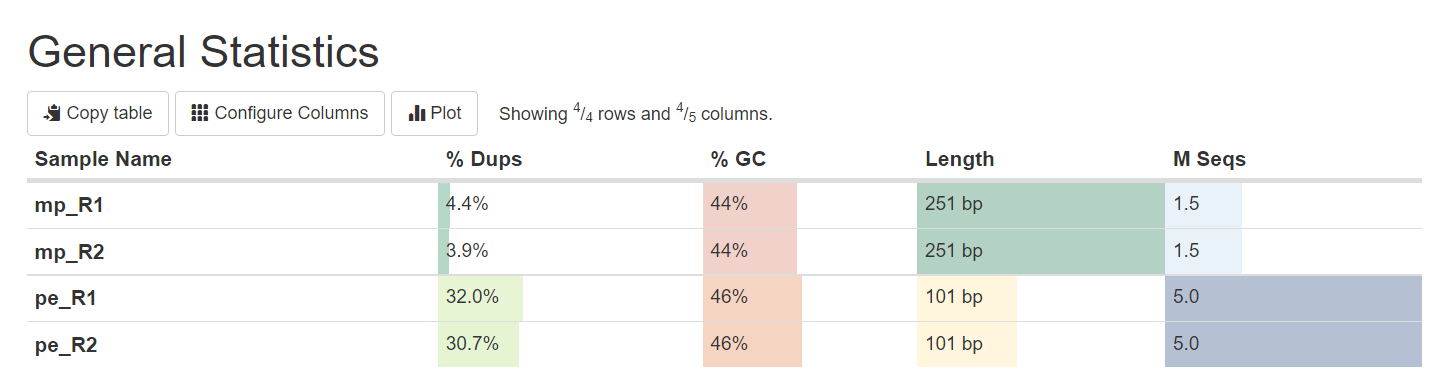 General Statistics
Copy table Configure Columns Plot Showing 4/4 rows and 4/5 columns.
Sample Name % Dups % GC Length M Seqs
mp_R1 4.4% 44% 251 bp 1.5
mp_R2 3.9% 44% 251 bp 1.5
pe_R1 32.0% 46% 101 bp 5.0
pe_R2 30.7% 46% 101 bp 5.0